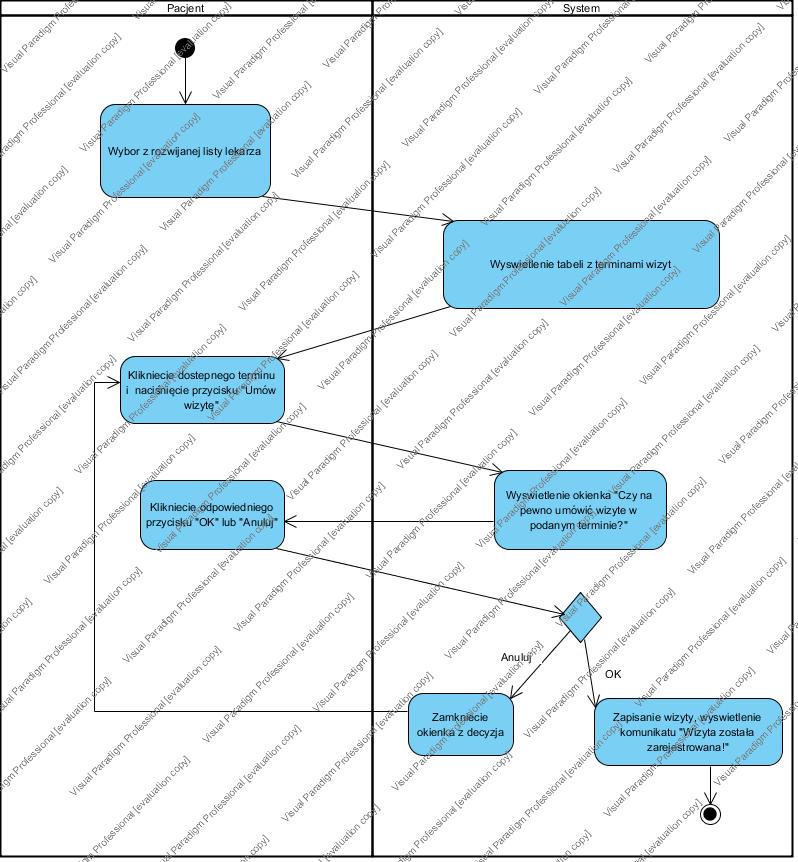 Pacjent
System
Wybor z rozwijanej listy lekarza
Wyswietlenie tabeli z terminami wizyt
Klikniecie dostepnego terminu
i naciśnięcie przycisku "Umów
wizytę"
Wyswietlenie okienka "Czy na
pewno umówić wizyte w
podanym terminie?"
Klikniecie odpowiedniego
przycisku "OK" lub "Anuluj"
Anuluj
OK
Zamkniecie
okienka z decyzja
Zapisanie wizyty, wyswietlenie
komunikatu "Wizyta została
zarejestrowana!"
Visual Paradigm Professional [evaluation copy]